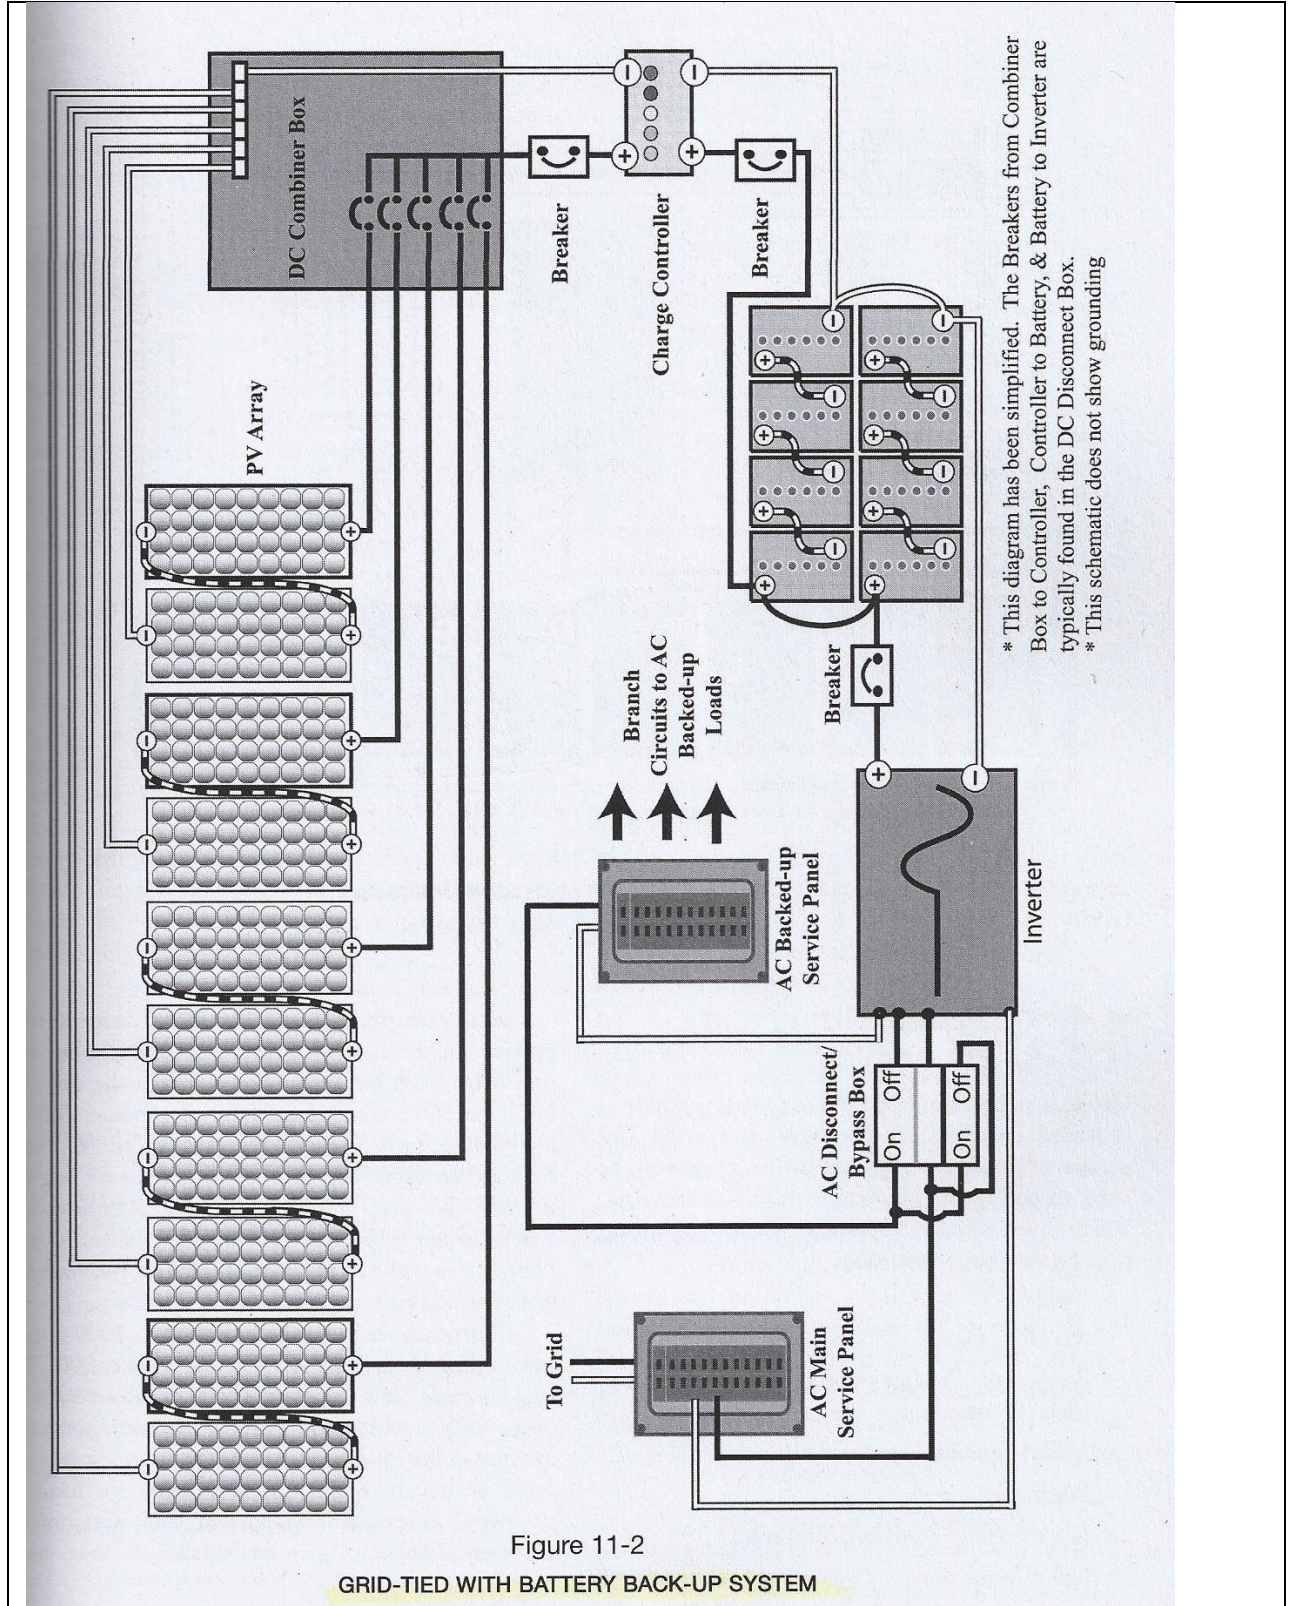 DC Combiner Box
PV Array
Breaker
Charge Controller
Breaker
* This diagram has been simplified. The Breakers from Combiner
Box to Controller, Controller to Battery, & Battery to Inverter are
typically found in the DC Disconnect Box.
* This schematic does not show grounding
Breaker
Branch
Circuits to AC
Backed-up
Loads
AC Backed-up
Service Panel
Inverter
AC Disconnect/
Bypass Box
On Off
On Off
To Grid
AC Main
Service Panel
Figure 11-2
GRID-TIED WITH BATTERY BACK-UP SYSTEM